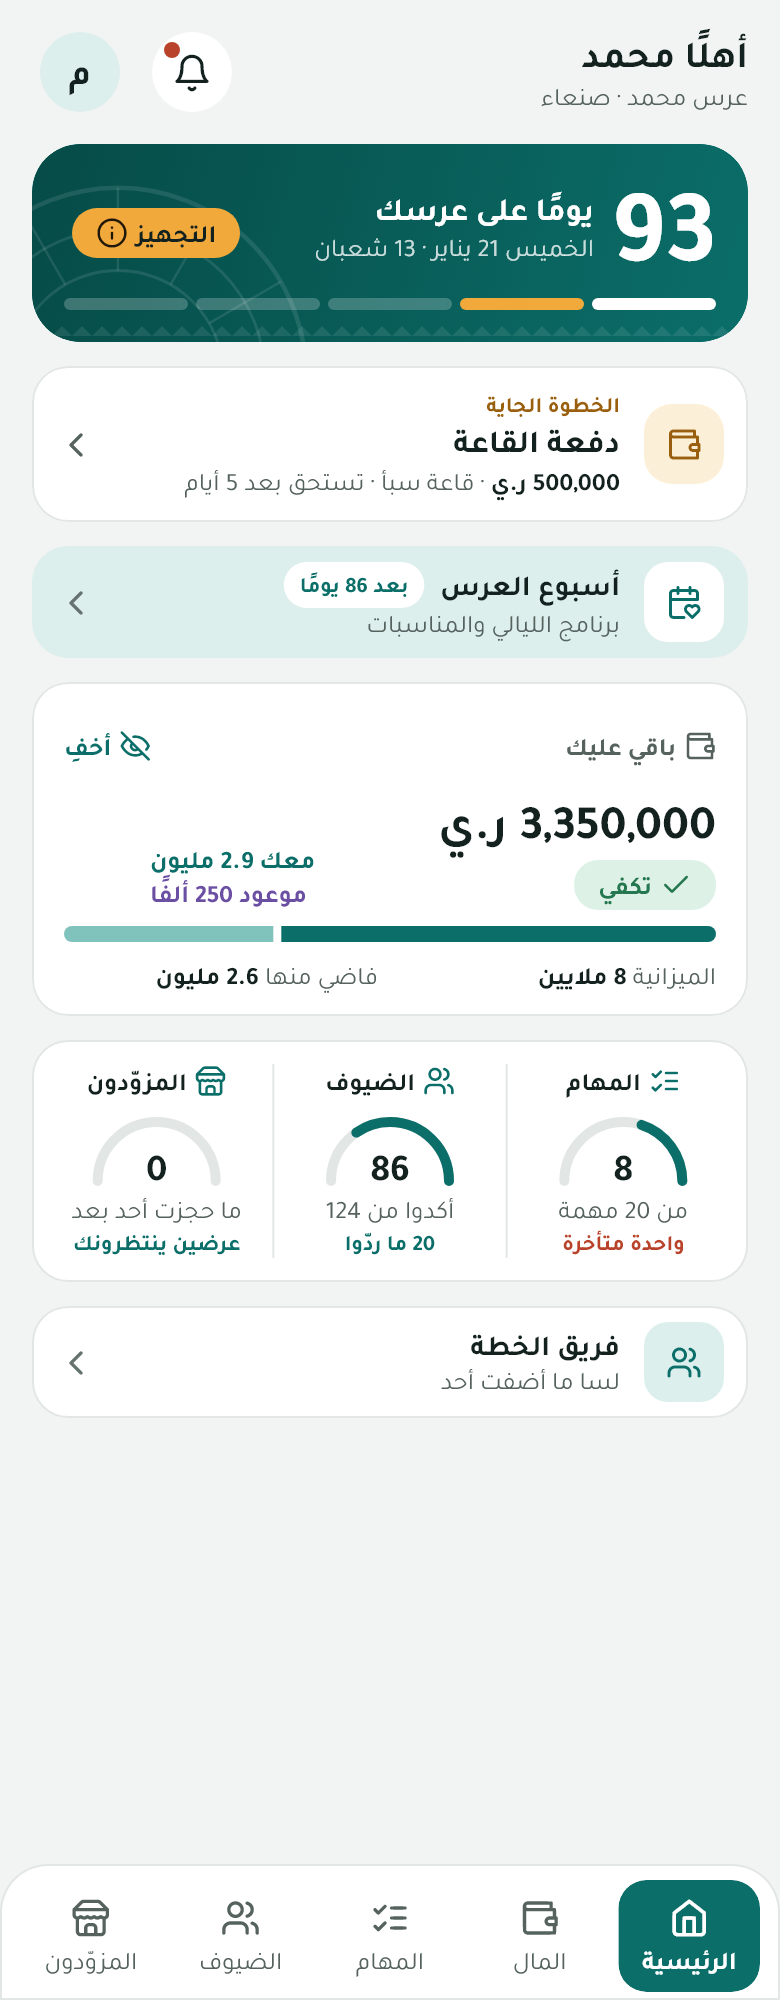 أهلًا محمد
عرس محمد · صنعاء
م
93
يومًا على عرسك
الخميس 21 يناير · 13 شعبان
التجهيز
الخطوة الجاية
دفعة القاعة
500,000 ر.ي · قاعة سبأ · تستحق بعد 5 أيام
أسبوع العرس
بعد 86 يومًا
برنامج الليالي والمناسبات
باقي عليك
أخفِ
3,350,000 ر.ي
تكفي
معك 2.9 مليون
موعود 250 ألفًا
الميزانية 8 ملايين
فاضي منها 2.6 مليون
المهام
8
من 20 مهمة
واحدة متأخرة
الضيوف
86
أكدوا من 124
20 ما ردّوا
المزوّدون
0
ما حجزت أحد بعد
عرضين ينتظرونك
فريق الخطة
لسا ما أضفت أحد
الرئيسية
المال
المهام
الضيوف
المزوّدون